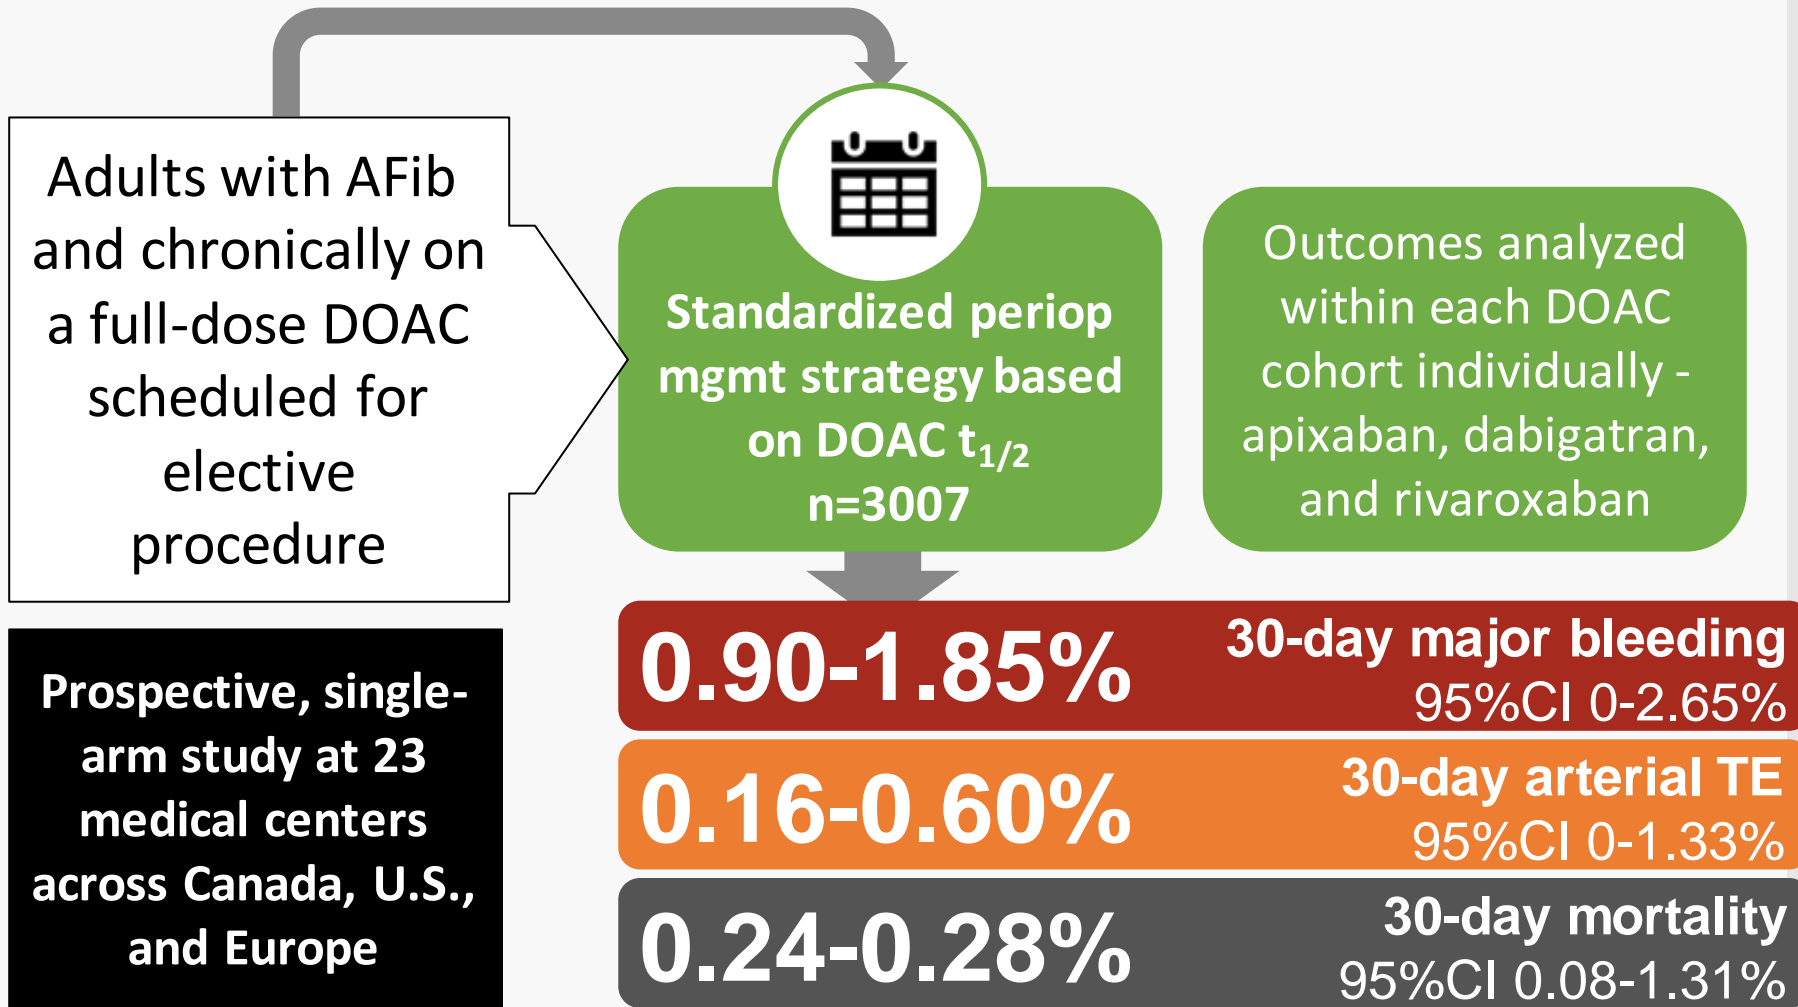 Adults with AFib
and chronically on
a full-dose DOAC
scheduled for
elective
procedure
Prospective, single-
arm study at 23
medical centers
across Canada, U.S.,
and Europe
Standardized periop
mgmt strategy based
on DOAC t1/2
n=3007
Outcomes analyzed
within each DOAC
cohort individually -
apixaban, dabigatran,
and rivaroxaban
0.90-1.85%
30-day major bleeding
95%CI 0-2.65%
0.16-0.60%
30-day arterial TE
95%CI 0-1.33%
0.24-0.28%
30-day mortality
95%CI 0.08-1.31%